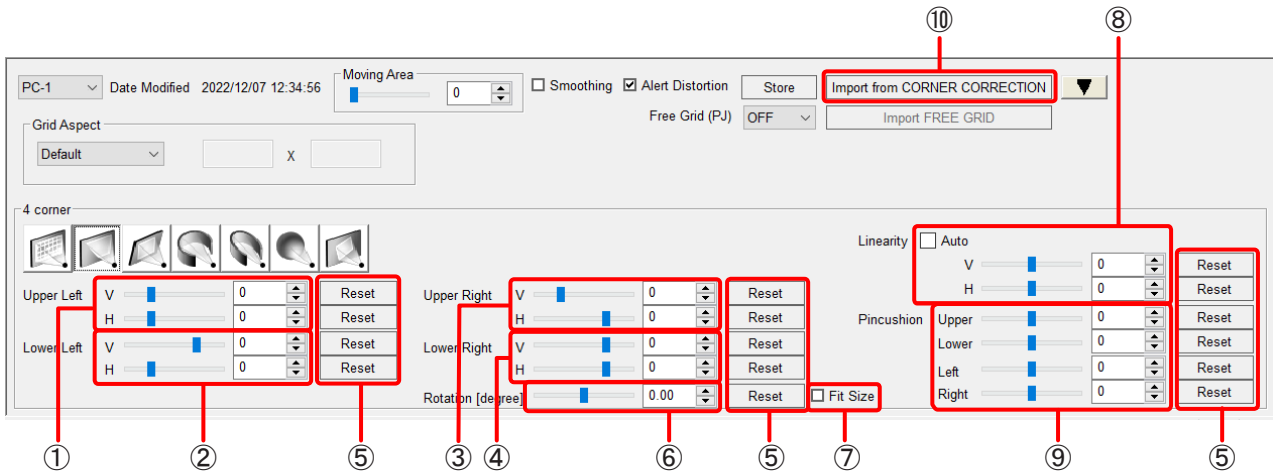 ⑩ ⑧
PC-1 Date Modified 2022/12/07 12:34:56 Moving Area 0 Smoothing Alert Distortion Store Import from CORNER CORRECTION
Free Grid (PJ) OFF Import FREE GRID
Grid Aspect
Default X
4 corner
Linearity Auto
V 0 Reset
H 0 Reset
Upper Left V 0 Reset
H 0 Reset
Lower Left V 0 Reset
H 0 Reset
Upper Right V 0 Reset
H 0 Reset
Lower Right V 0 Reset
H 0 Reset
Rotation [degree] 0.00 Reset Fit Size
Pincushion Upper 0 Reset
Lower 0 Reset
Left 0 Reset
Right 0 Reset
① ② ⑤ ③ ④ ⑥ ⑤ ⑦ ⑨ ⑤